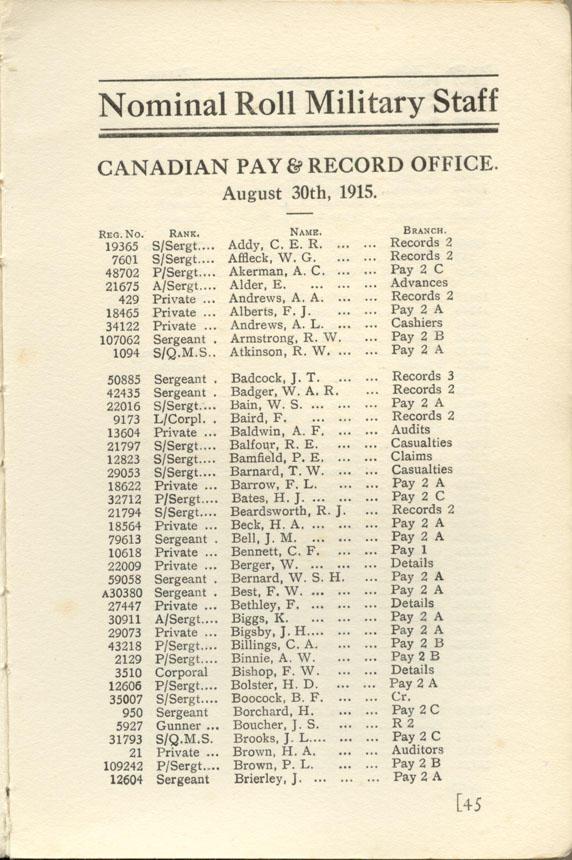 Nominal Roll Military Staff
CANADIAN PAY & RECORD OFFICE.
August 30th, 1915.
REG. NO. RANK. NAME. BRANCH.
19365 S/Sergt.... Addy, C. E. R. ... ... Records 2
7601 S/Sergt.... Affleck, W. G. ... ... Records 2
48702 P/Sergt.... Akerman, A. C. ... ... Pay 2 C
21675 A/Sergt.... Alder, E. ... ... ... Advances
429 Private ... Andrews, A. A. ... ... Records 2
18465 Private ... Alberts, F. J. ... ... Pay 2 A
34122 Private ... Andrews, A. L. ... ... Cashiers
107062 Sergeant . Armstrong, R. W. ... Pay 2 B
1094 S/Q.M.S.. Atkinson, R. W. ... ... Pay 2 A
50885 Sergeant . Badcock, J. T. ... ... Records 3
42435 Sergeant . Badger, W. A. R. ... Records 2
22016 S/Sergt.... Bain, W. S. ... ... ... Pay 2 A
9173 L/Corpl. . Baird, F. ... ... Records 2
13604 Private ... Baldwin, A. F. ... ... Audits
21797 S/Sergt.... Balfour, R. E. ... ... Casualties
12823 S/Sergt.... Bamfield, P. E. ... ... Claims
29053 S/Sergt.... Barnard, T. W. ... ... Casualties
18622 Private ... Barrow, F. L. ... ... Pay 2 A
32712 P/Sergt.... Bates, H. J. ... ... ... Pay 2 C
21794 S/Sergt.... Beardsworth, R. J. ... Records 2
18564 Private ... Beck, H. A. ... ... ... Pay 2 A
79613 Sergeant . Bell, J. M. ... ... ... Pay 2 A
10618 Private ... Bennett, C. F. ... ... Pay 1
22009 Private ... Berger, W. ... ... ... Details
59058 Sergeant . Bernard, W. S. H. ... Pay 2 A
A30380 Sergeant . Best, F. W. ... ... ... Pay 2 A
27447 Private ... Bethley, F. ... ... ... Details
30911 A/Sergt.... Biggs, K. ... ... ... Pay 2 A
29073 Private ... Bigsby, J. H.... ... ... Pay 2 A
43218 P/Sergt.... Billings, C. A. ... ... Pay 2 B
2129 P/Sergt.... Binnie, A. W. ... ... Pay 2 B
3510 Corporal Bishop, F. W. ... ... Details
12606 P/Sergt.... Bolster, H. D. ... ... Pay 2 A
35007 S/Sergt.... Boocock, B. F. ... ... Cr.
950 Sergeant Borchard, H. ... ... Pay 2 C
5927 Gunner ... Boucher, J. S. ... ... R 2
31793 S/Q.M.S. Brooks, J. L.... ... ... Pay 2 C
21 Private ... Brown, H. A. ... ... Auditors
109242 P/Sergt.... Brown, P. L. ... ... Pay 2 B
12604 Sergeant Brierley, J. ... ... ... Pay 2 A
[45